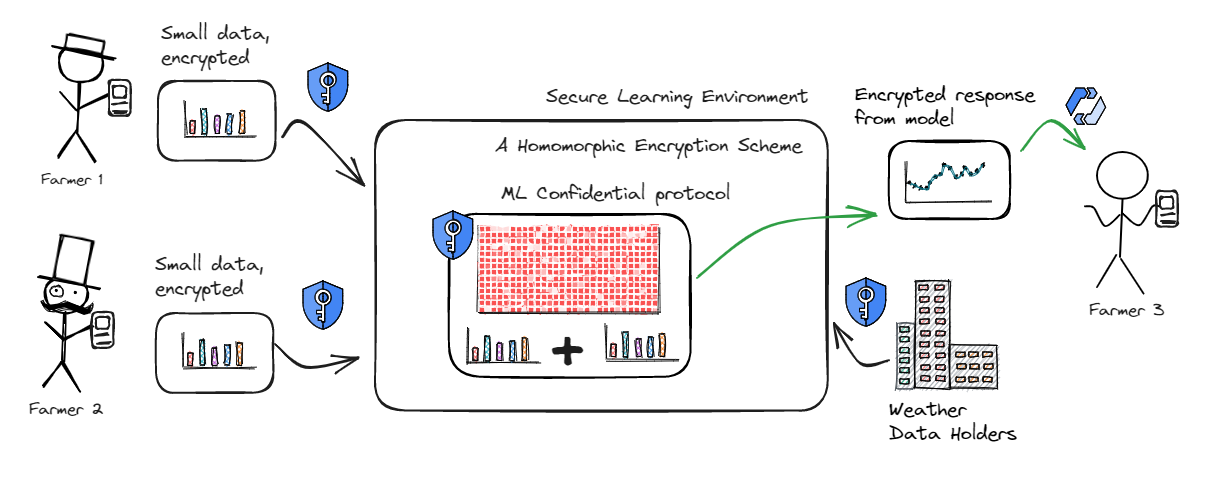 Small data,
encrypted
Farmer 1
Small data,
encrypted
Farmer 2
Secure Learning Environment
A Homomorphic Encryption Scheme
ML Confidential protocol
Encrypted response
from model
Farmer 3
Weather
Data Holders